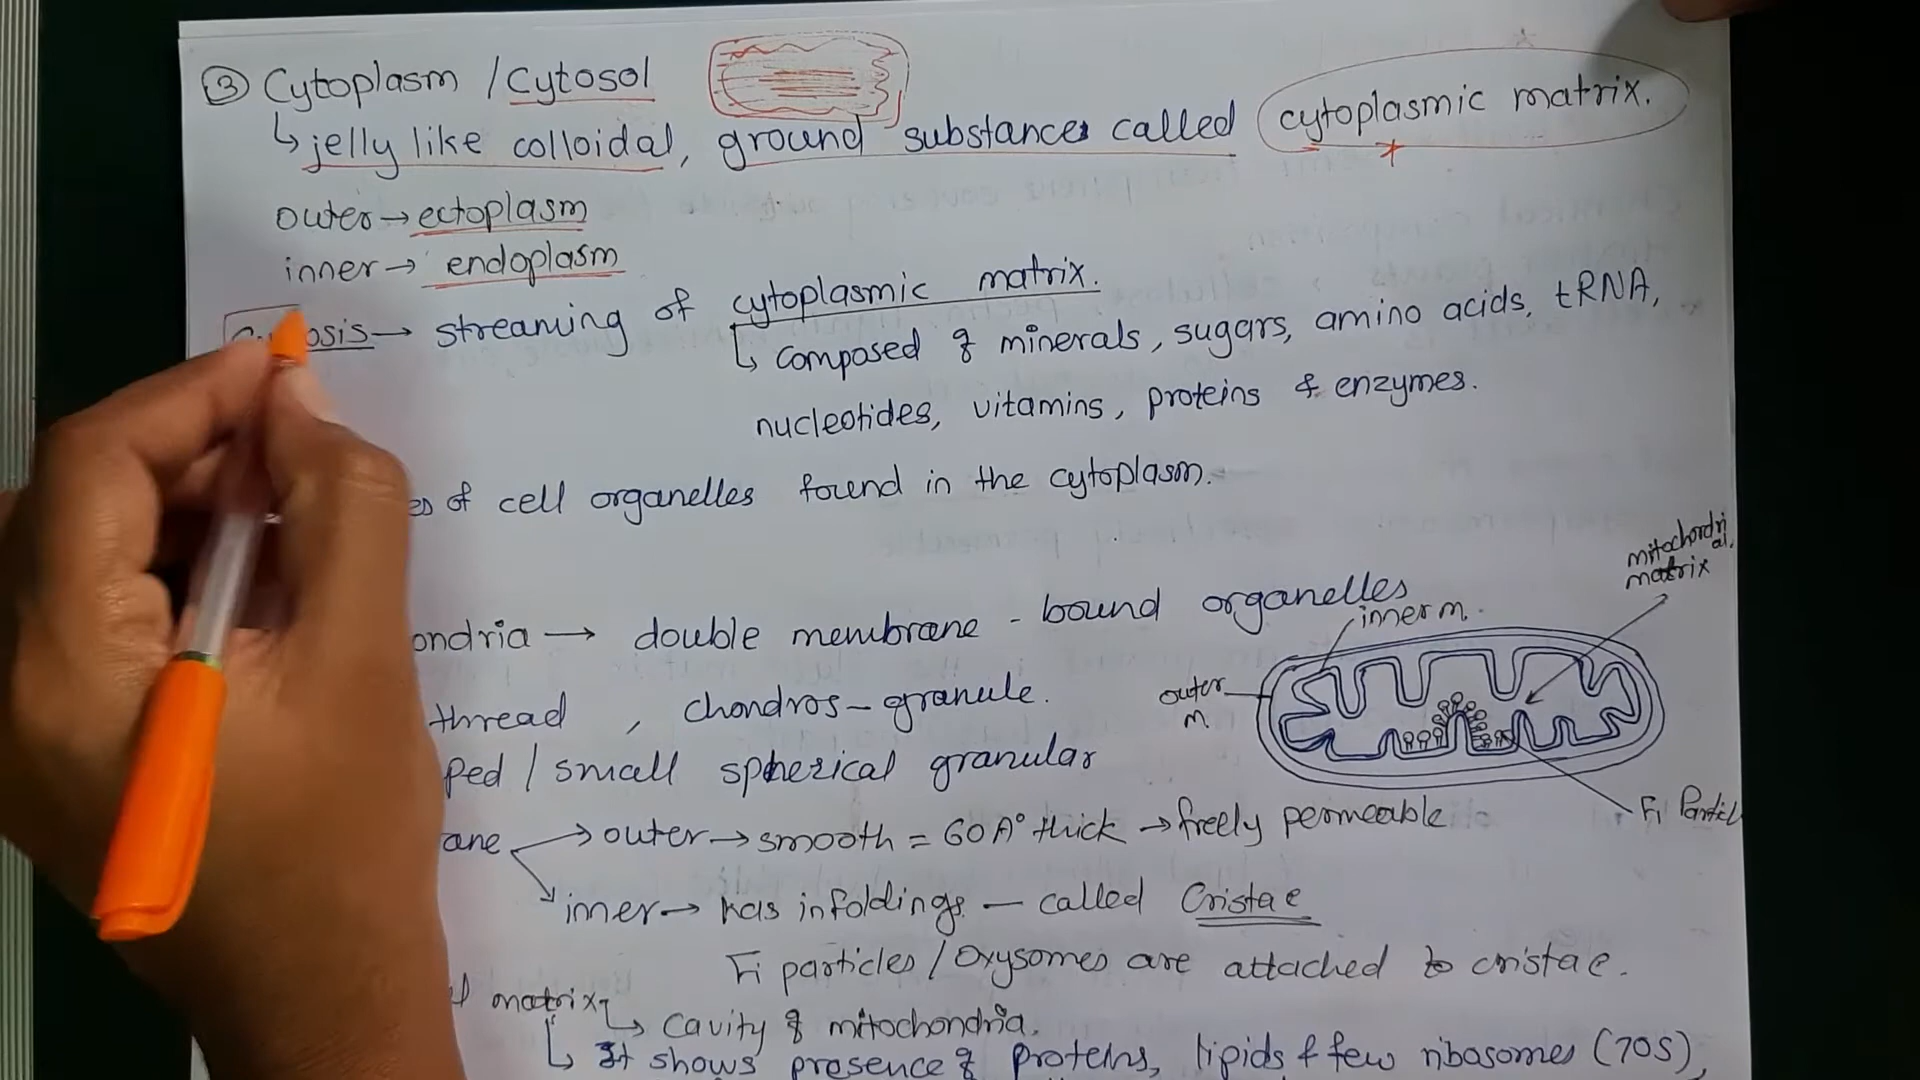 ③ Cytoplasm / Cytosol
↳ jelly like colloidal, ground substances called cytoplasmic matrix.
outer → ectoplasm
inner → endoplasm
→ streaming of cytoplasmic matrix.
↳ composed of minerals, sugars, amino acids, tRNA,
nucleotides, vitamins, proteins & enzymes.
of cell organelles found in the cytoplasm.
mitochondri
al.
matrix
ondria → double membrane - bound organelles
inner m.
outer
m.
thread , chondros - granule.
ped / small spherical granular
F1 Particl
ane → outer → smooth = 60 A° thick → freely permeable
inner → has infoldings — called Cristae
F1 particles / Oxysomes are attached to cristae.
matrix
↳ cavity of mitochondria.
↳ It shows presence of proteins, lipids & few ribosomes (70S),